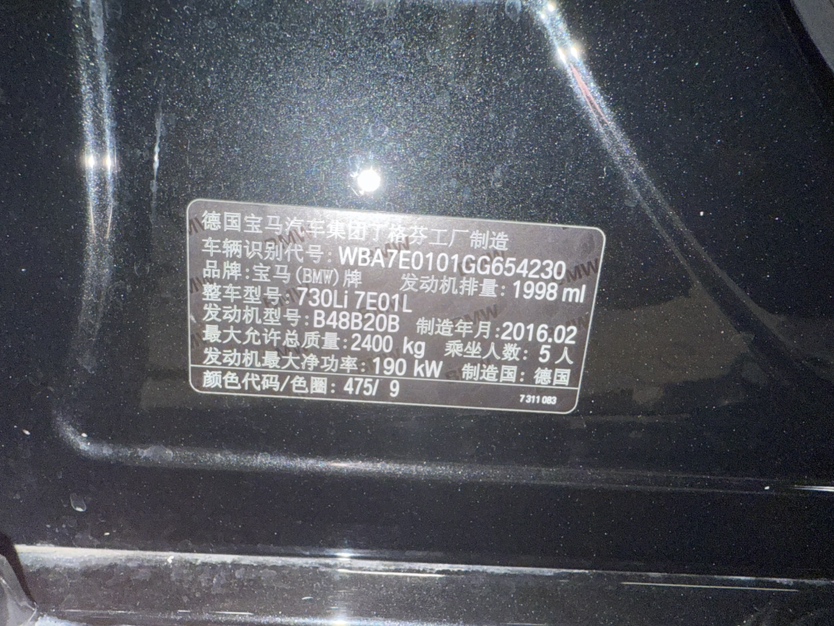 德国宝马汽车集团丁格芬工厂制造
车辆识别代号: WBA7E0101GG654230
品牌:宝马(BMW)牌 发动机排量: 1998 ml
整车型号: 730Li 7E01L
发动机型号: B48B20B 制造年月: 2016.02
最大允许总质量: 2400 kg 乘坐人数: 5 人
发动机最大净功率: 190 kW 制造国: 德国
颜色代码/色圈: 475/ 9
7 311 083